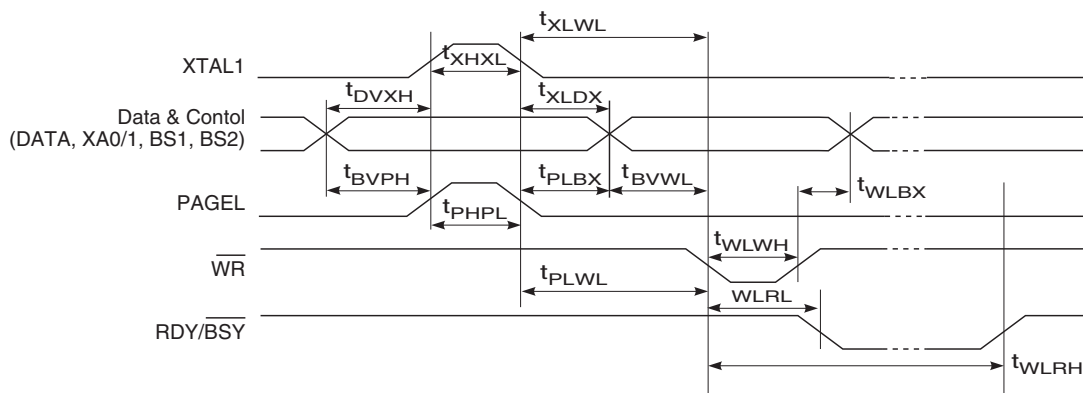 tXLWL
XTAL1
tXHXL
tDVXH
tXLDX
Data & Contol
(DATA, XA0/1, BS1, BS2)
tBVPH
tPLBX
tBVWL
tWLBX
PAGEL
tPHPL
tWLWH
WR
tPLWL
WLRL
RDY/BSY
tWLRH